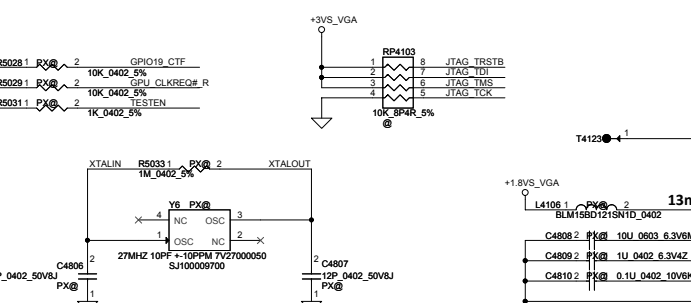 +3VS_VGA
RP4103
R5028 1 PX@ 2 GPIO19_CTF
10K_0402_5%
R5029 1 PX@ 2 GPU_CLKREQ#_R
10K_0402_5%
R5031 1 PX@ 2 TESTEN
1K_0402_5%
1 8 JTAG_TRSTB
2 7 JTAG_TDI
3 6 JTAG_TMS
4 5 JTAG_TCK
10K_8P4R_5%
@
T4123 1
XTALIN R5033 1 PX@ 2 XTALOUT
1M_0402_5%
+1.8VS_VGA
L4106 1 PX@ 2 13m
BLM15BD121SN1D_0402
Y6 PX@
4 NC OSC 3
1 OSC NC 2
27MHZ 10PF +-10PPM 7V27000050
SJ100009700
C4806 2
P_0402_50V8J
PX@
1
C4807 2
12P_0402_50V8J
PX@
1
C4808 2 PX@ 10U_0603_6.3V6M
C4809 2 PX@ 1U_0402_6.3V4Z
C4810 2 PX@ 0.1U_0402_10V6K